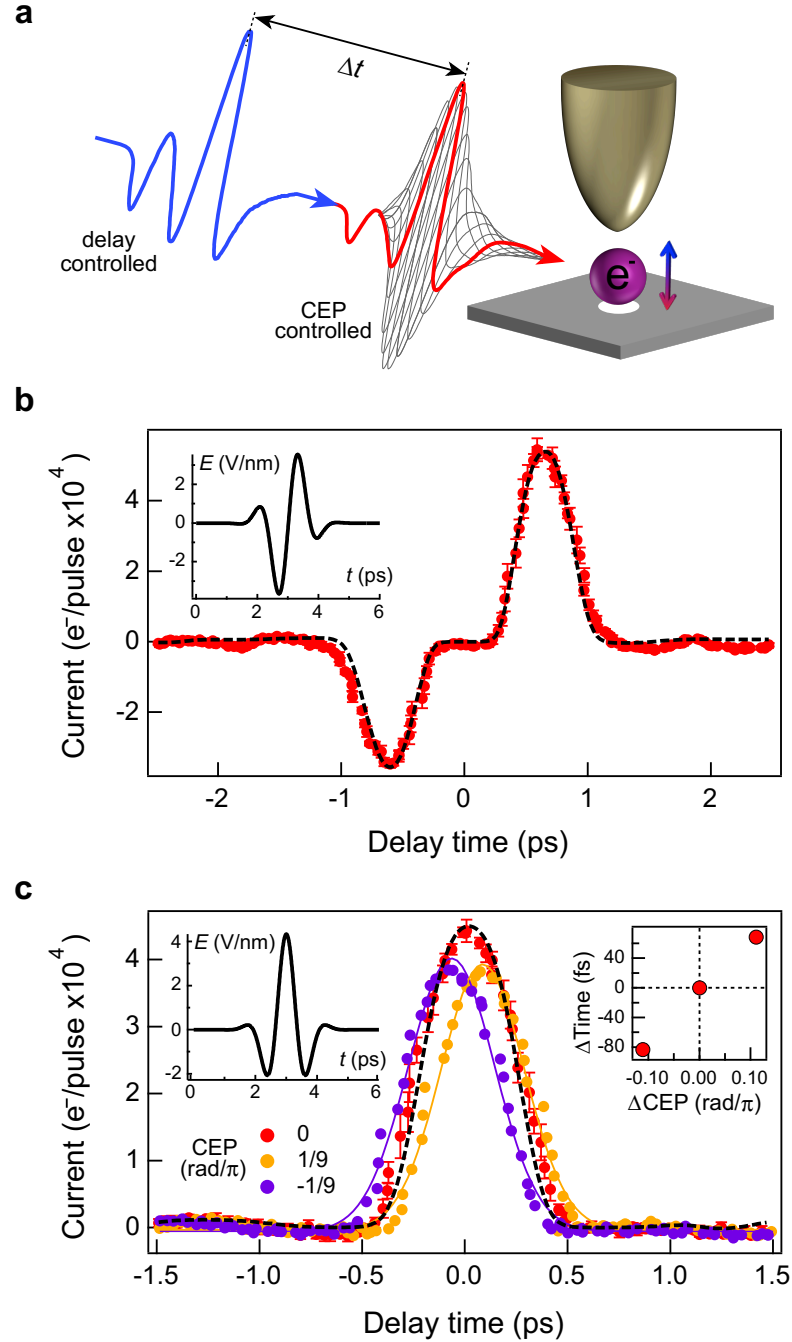 a
Δt
delay
controlled
CEP
controlled
e⁻
b
Current (e⁻/pulse x10⁴)
4
2
0
-2
E (V/nm)
2
0
-2
0 2 4 6
t (ps)
-2 -1 0 1 2
Delay time (ps)
c
Current (e⁻/pulse x10⁴)
4
3
2
1
0
E (V/nm)
4
2
0
-2
0 2 4 6
t (ps)
CEP
(rad/π)
0
1/9
-1/9
ΔTime (fs)
40
0
-40
-80
-0.10 0.00 0.10
ΔCEP (rad/π)
-1.5 -1.0 -0.5 0.0 0.5 1.0 1.5
Delay time (ps)